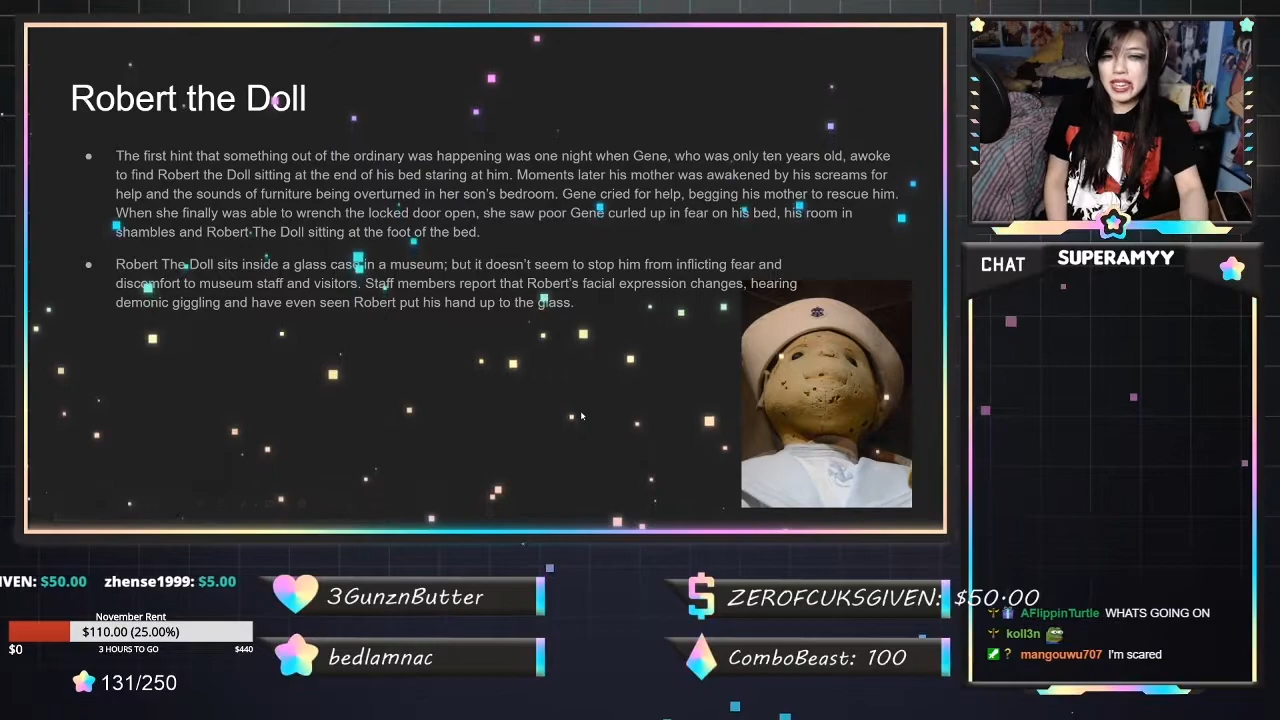 Robert the Doll
The first hint that something out of the ordinary was happening was one night when Gene, who was only ten years old, awoke
to find Robert the Doll sitting at the end of his bed staring at him. Moments later his mother was awakened by his screams for
help and the sounds of furniture being overturned in her son's bedroom. Gene cried for help, begging his mother to rescue him.
When she finally was able to wrench the locked door open, she saw poor Gene curled up in fear on his bed, his room in
shambles and Robert The Doll sitting at the foot of the bed.
Robert The Doll sits inside a glass case in a museum; but it doesn't seem to stop him from inflicting fear and
discomfort to museum staff and visitors. Staff members report that Robert's facial expression changes, hearing
demonic giggling and have even seen Robert put his hand up to the glass.
CHAT
SUPERAMYY
AFlippinTurtle WHATS GOING ON
koll3n
mangouwu707 I'm scared
IVEN: $50.00 zhense1999: $5.00
November Rent
$110.00 (25.00%)
$0 3 HOURS TO GO $440
131/250
3GunznButter
bedlamnac
ZEROFCUKSGIVEN: $50.00
ComboBeast: 100